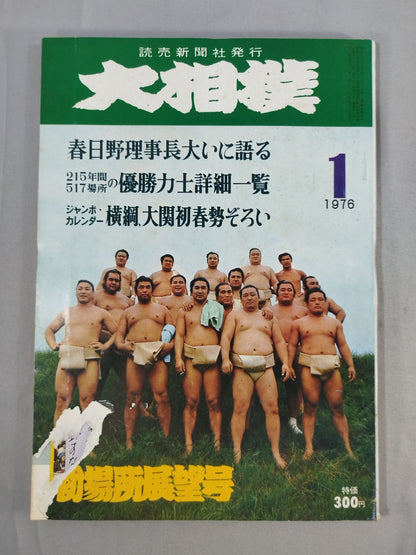 読売新聞社発行
大相撲
春日野理事長大いに語る
215年間
517場所の優勝力士詳細一覧
ジャンボ・
カレンダー 横綱、大関初春勢ぞろい
1
1976
初場所展望号
特価
300円